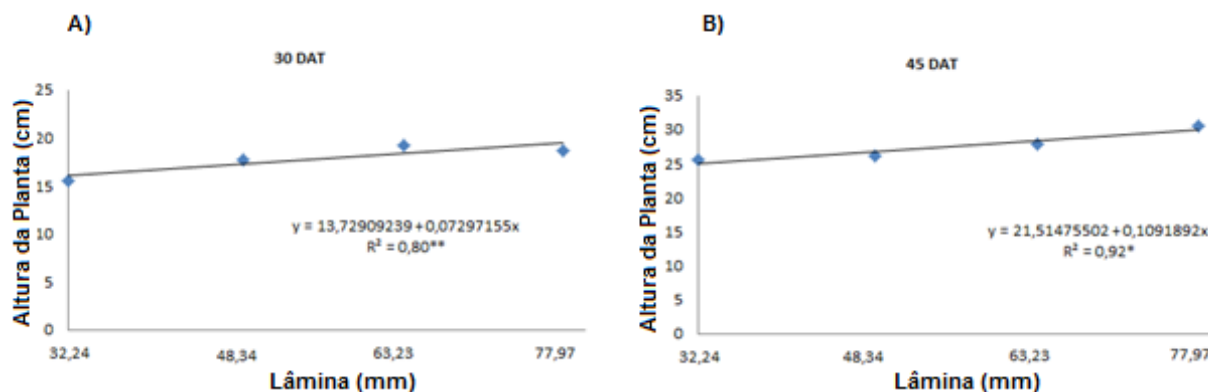 A)
30 DAT
Altura da Planta (cm)
25
20
15
10
5
0
y = 13,72909239 + 0,07297155x
R² = 0,80**
32,24 48,34 63,23 77,97
Lâmina (mm)
B)
45 DAT
Altura da Planta (cm)
35
30
25
20
15
10
5
0
y = 21,51475502 + 0,1091892x
R² = 0,92*
32,24 48,34 63,23 77,97
Lâmina (mm)